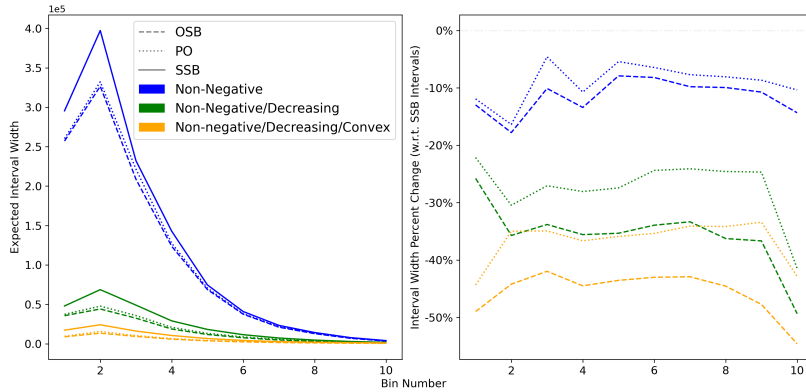 1e5
4.0
3.5
3.0
2.5
2.0
1.5
1.0
0.5
0.0
Expected Interval Width
OSB
PO
SSB
Non-Negative
Non-Negative/Decreasing
Non-negative/Decreasing/Convex
2
4
6
8
10
0%
-10%
-20%
-30%
-40%
-50%
Interval Width Percent Change (w.r.t. SSB Intervals)
2
4
6
8
10
Bin Number